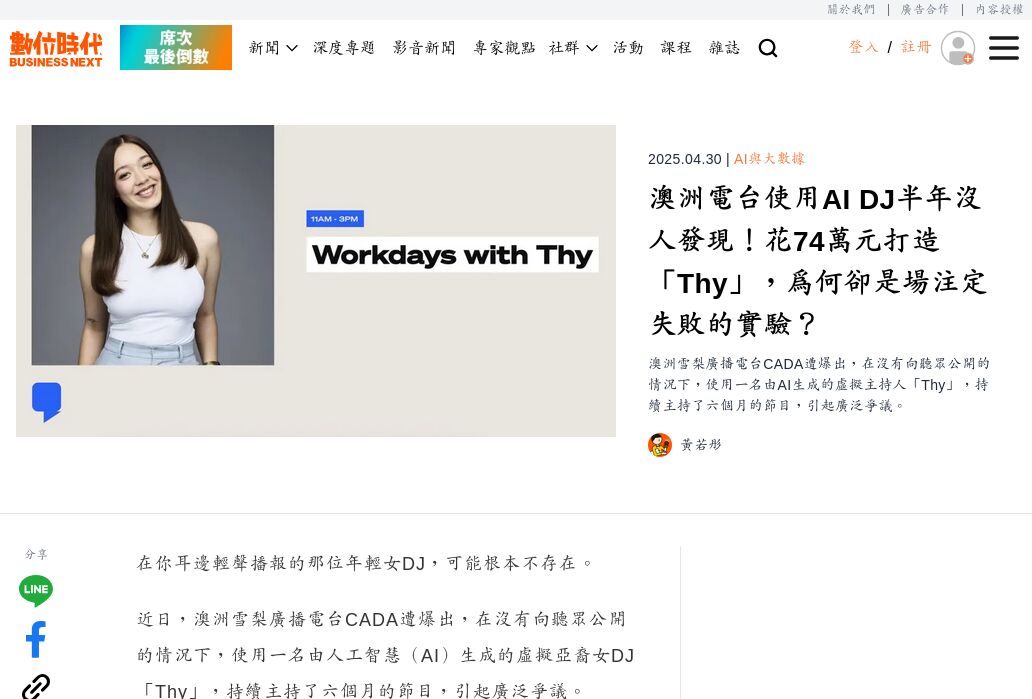 關於我們 | 廣告合作 | 內容授權
數位時代
BUSINESS NEXT
席次
最後倒數
新聞 深度專題 影音新聞 專家觀點 社群 活動 課程 雜誌
登入 / 註冊
11AM - 3PM
Workdays with Thy
2025.04.30 | AI與大數據
澳洲電台使用AI DJ半年沒
人發現！花74萬元打造
「Thy」，為何卻是場注定
失敗的實驗？
澳洲雪梨廣播電台CADA遭爆出，在沒有向聽眾公開的
情況下，使用一名由AI生成的虛擬主持人「Thy」，持
續主持了六個月的節目，引起廣泛爭議。
黃若彤
分享
LINE
在你耳邊輕聲播報的那位年輕女DJ，可能根本不存在。
近日，澳洲雪梨廣播電台CADA遭爆出，在沒有向聽眾公開
的情況下，使用一名由人工智慧（AI）生成的虛擬亞裔女DJ
「Thy」，持續主持了六個月的節目，引起廣泛爭議。